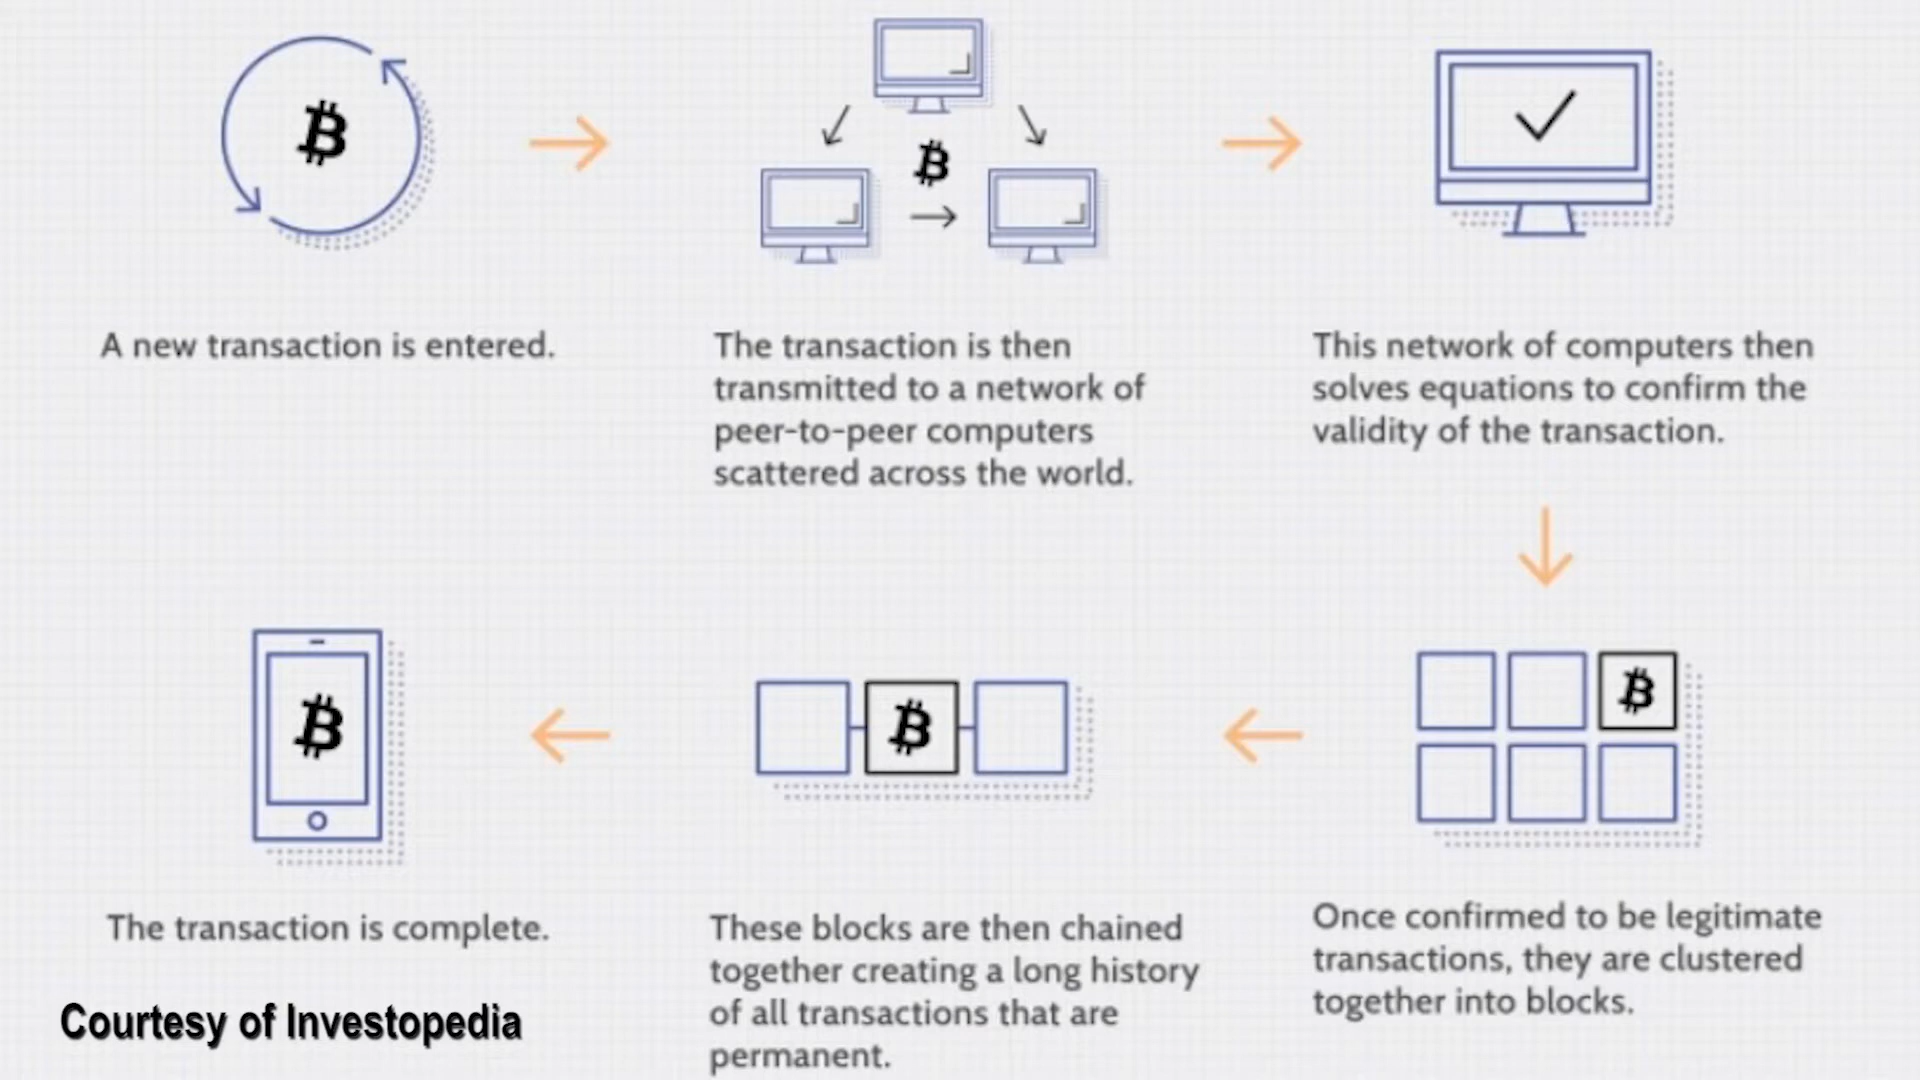 A new transaction is entered.
The transaction is then
transmitted to a network of
peer-to-peer computers
scattered across the world.
This network of computers then
solves equations to confirm the
validity of the transaction.
Once confirmed to be legitimate
transactions, they are clustered
together into blocks.
These blocks are then chained
together creating a long history
of all transactions that are
permanent.
The transaction is complete.
Courtesy of Investopedia